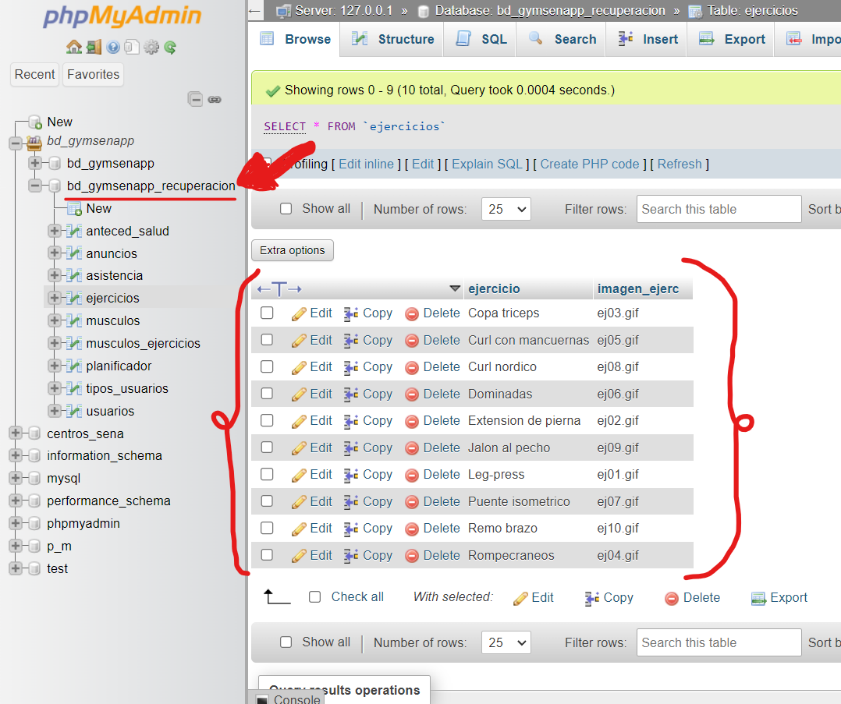 phpMyAdmin
Recent Favorites
New
bd_gymsenapp
bd_gymsenapp
bd_gymsenapp_recuperacion
New
anteced_salud
anuncios
asistencia
ejercicios
musculos
musculos_ejercicios
planificador
tipos_usuarios
usuarios
centros_sena
information_schema
mysql
performance_schema
phpmyadmin
p_m
test
Server: 127.0.0.1 » Database: bd_gymsenapp_recuperacion » Table: ejercicios
Browse Structure SQL Search Insert Export Impo
Showing rows 0 - 9 (10 total, Query took 0.0004 seconds.)
SELECT * FROM `ejercicios`
ofiling [ Edit inline ] [ Edit ] [ Explain SQL ] [ Create PHP code ] [ Refresh ]
Show all Number of rows: 25 Filter rows: Search this table Sort b
Extra options
←T→ ejercicio imagen_ejerc
Edit Copy Delete Copa triceps ej03.gif
Edit Copy Delete Curl con mancuernas ej05.gif
Edit Copy Delete Curl nordico ej08.gif
Edit Copy Delete Dominadas ej06.gif
Edit Copy Delete Extension de pierna ej02.gif
Edit Copy Delete Jalon al pecho ej09.gif
Edit Copy Delete Leg-press ej01.gif
Edit Copy Delete Puente isometrico ej07.gif
Edit Copy Delete Remo brazo ej10.gif
Edit Copy Delete Rompecraneos ej04.gif
Check all With selected: Edit Copy Delete Export
Show all Number of rows: 25 Filter rows: Search this table Sort b
Query results operations
Console